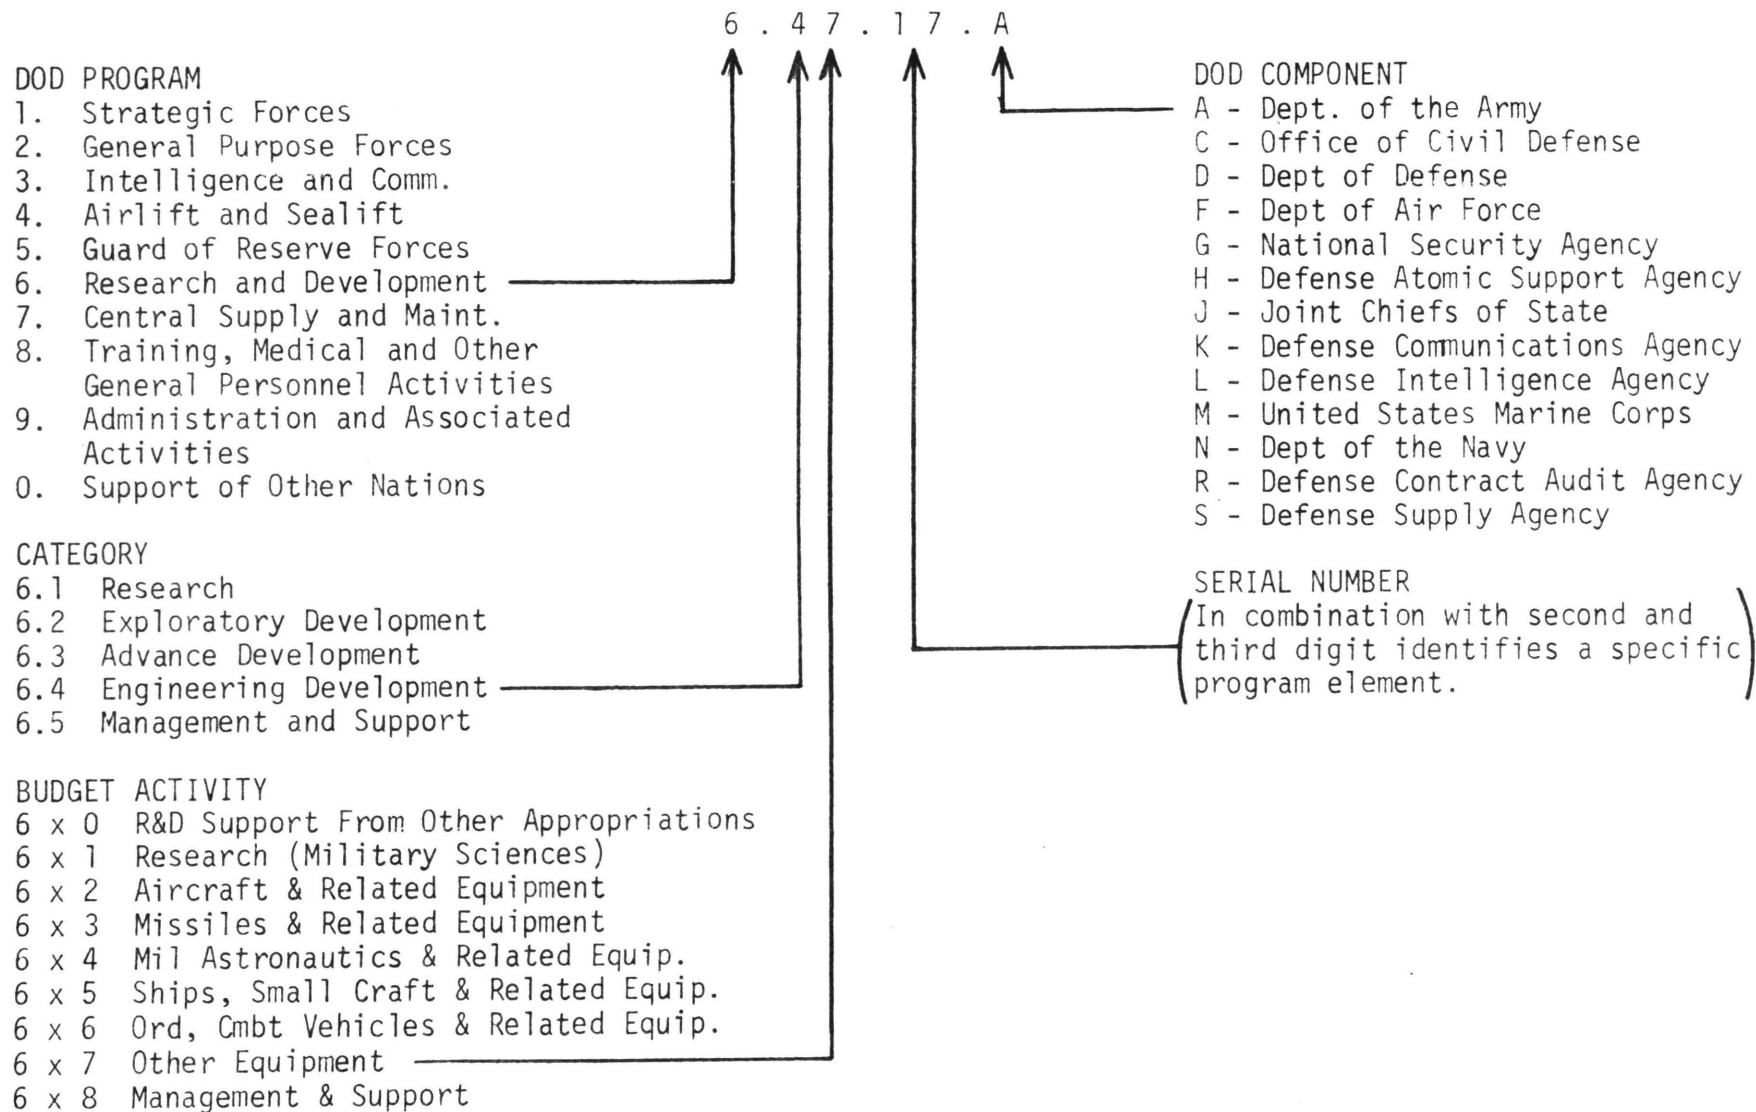 6 . 4 7 . 1 7 . A
DOD PROGRAM
1. Strategic Forces
2. General Purpose Forces
3. Intelligence and Comm.
4. Airlift and Sealift
5. Guard of Reserve Forces
6. Research and Development
7. Central Supply and Maint.
8. Training, Medical and Other
General Personnel Activities
9. Administration and Associated
Activities
0. Support of Other Nations
CATEGORY
6.1 Research
6.2 Exploratory Development
6.3 Advance Development
6.4 Engineering Development
6.5 Management and Support
BUDGET ACTIVITY
6 x 0 R&D Support From Other Appropriations
6 x 1 Research (Military Sciences)
6 x 2 Aircraft & Related Equipment
6 x 3 Missiles & Related Equipment
6 x 4 Mil Astronautics & Related Equip.
6 x 5 Ships, Small Craft & Related Equip.
6 x 6 Ord, Cmbt Vehicles & Related Equip.
6 x 7 Other Equipment
6 x 8 Management & Support
DOD COMPONENT
A - Dept. of the Army
C - Office of Civil Defense
D - Dept of Defense
F - Dept of Air Force
G - National Security Agency
H - Defense Atomic Support Agency
J - Joint Chiefs of State
K - Defense Communications Agency
L - Defense Intelligence Agency
M - United States Marine Corps
N - Dept of the Navy
R - Defense Contract Audit Agency
S - Defense Supply Agency
SERIAL NUMBER
(In combination with second and
third digit identifies a specific
program element.)